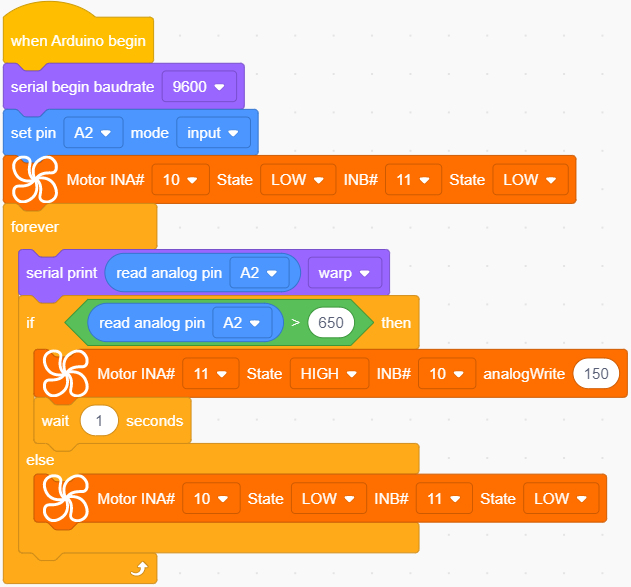 when Arduino begin
serial begin baudrate 9600
set pin A2 mode input
Motor INA# 10 State LOW INB# 11 State LOW
forever
serial print read analog pin A2 warp
if read analog pin A2 > 650 then
Motor INA# 11 State HIGH INB# 10 analogWrite 150
wait 1 seconds
else
Motor INA# 10 State LOW INB# 11 State LOW